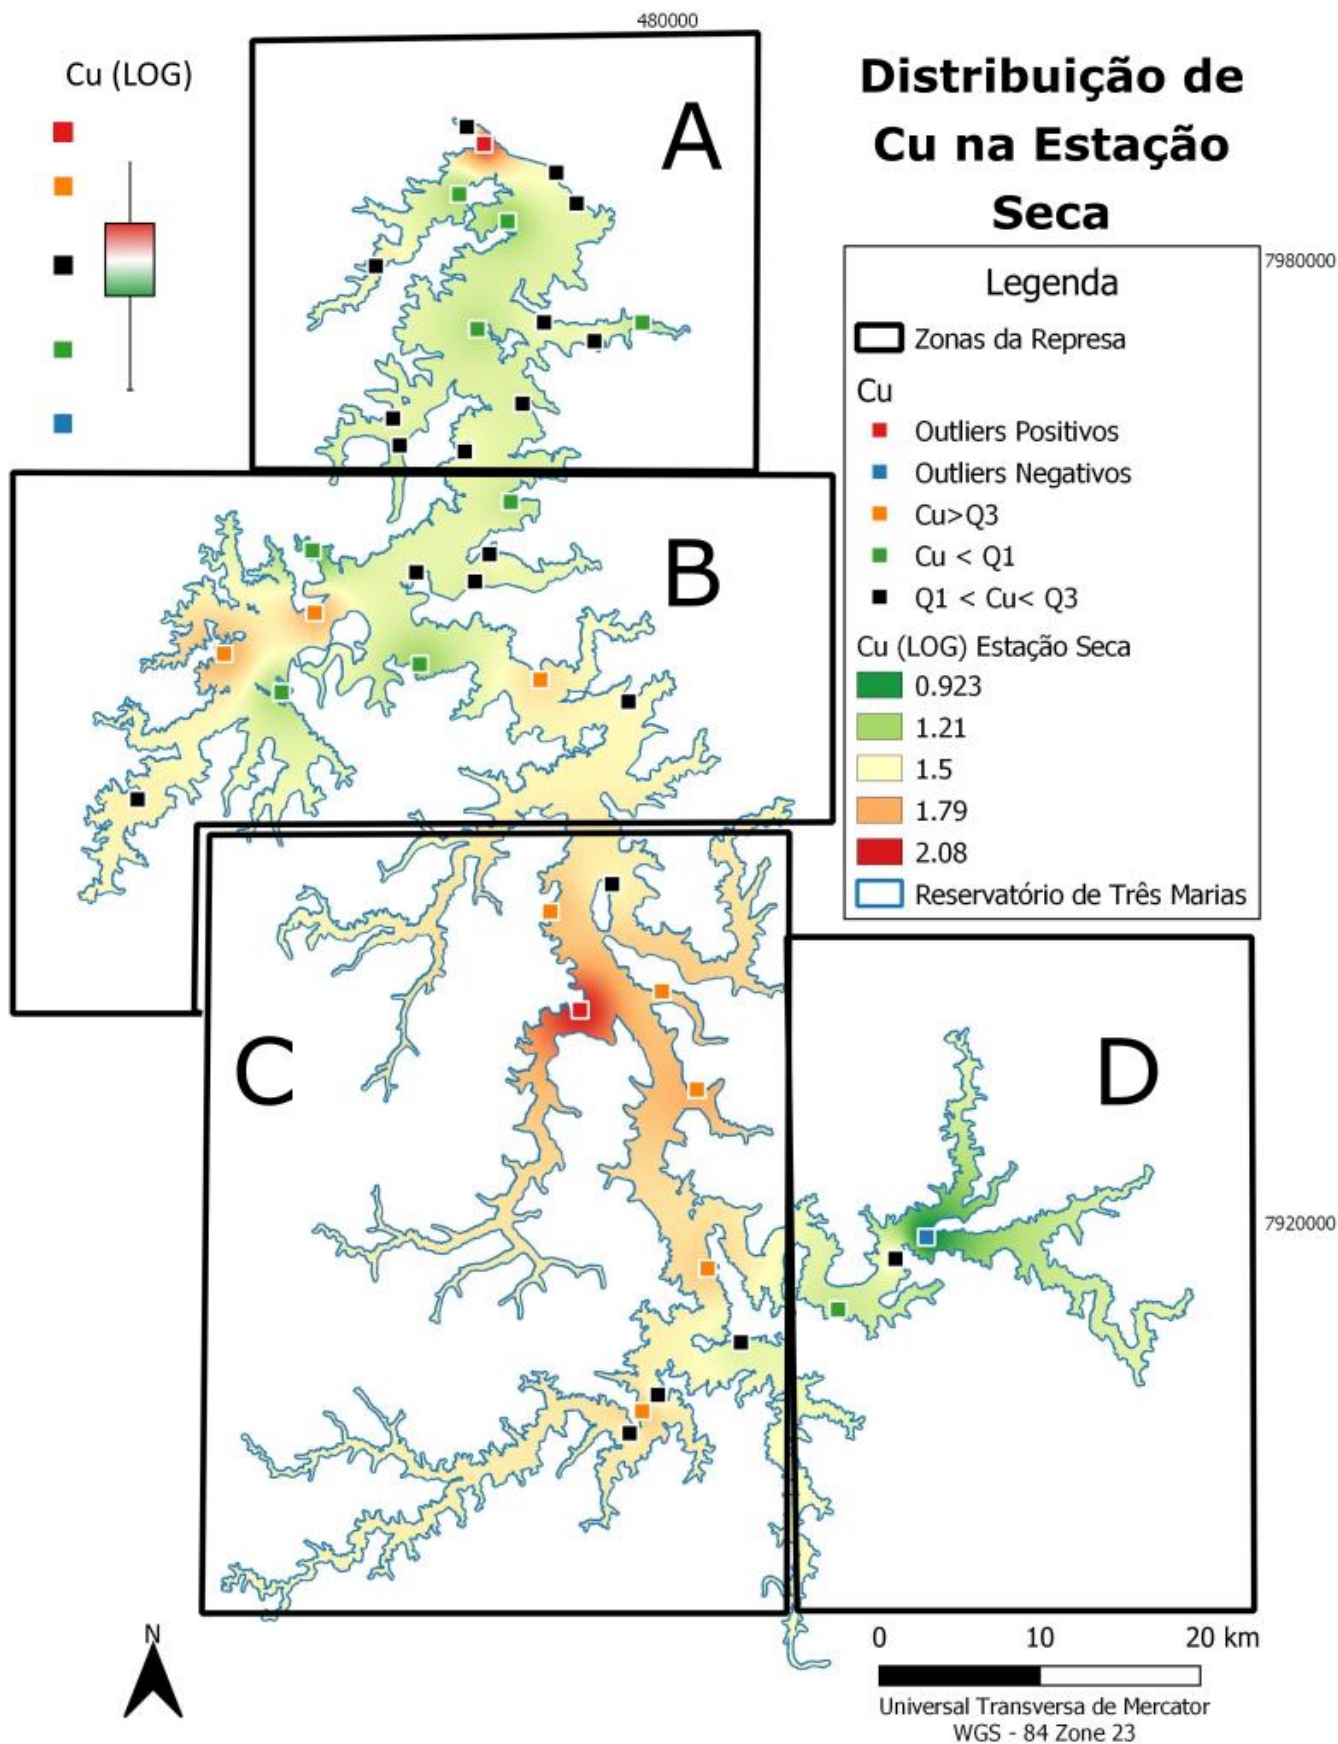 480000
Distribuição de
Cu na Estação
Seca
Cu (LOG)
A
7980000
Legenda
Zonas da Represa
Cu
Outliers Positivos
Outliers Negativos
Cu>Q3
Cu < Q1
Q1 < Cu< Q3
Cu (LOG) Estação Seca
0.923
1.21
1.5
1.79
2.08
Reservatório de Três Marias
B
C
D
7920000
N
0 10 20 km
Universal Transversa de Mercator
WGS - 84 Zone 23